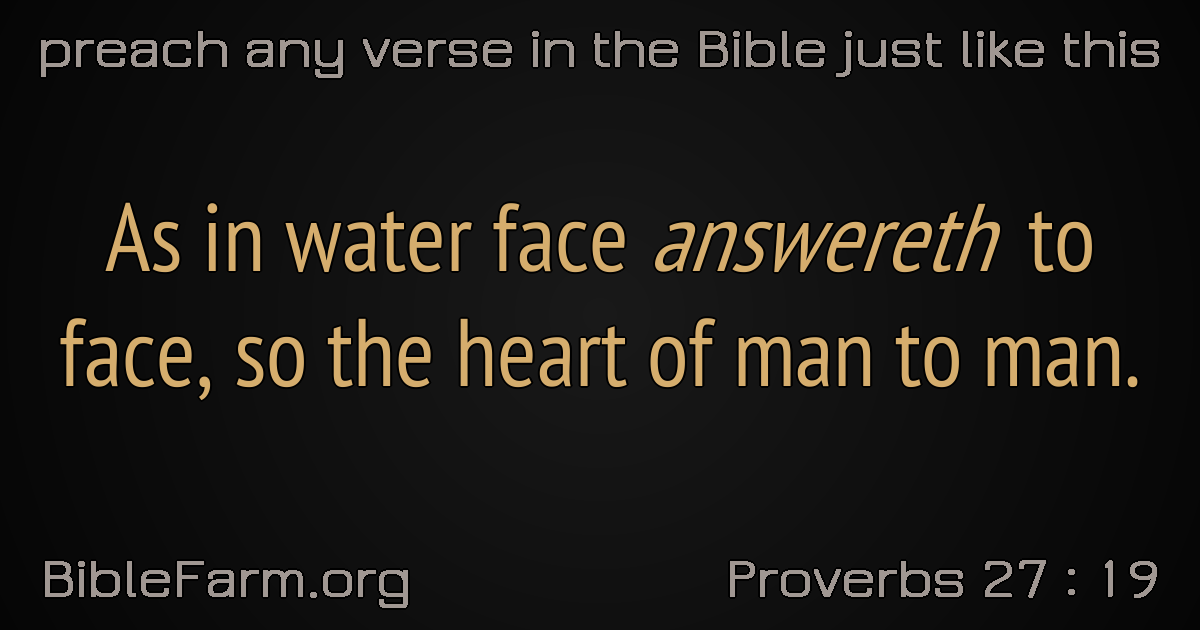 preach any verse in the Bible just like this
As in water face answereth to
face, so the heart of man to man.
BibleFarm.org
Proverbs 27 : 19